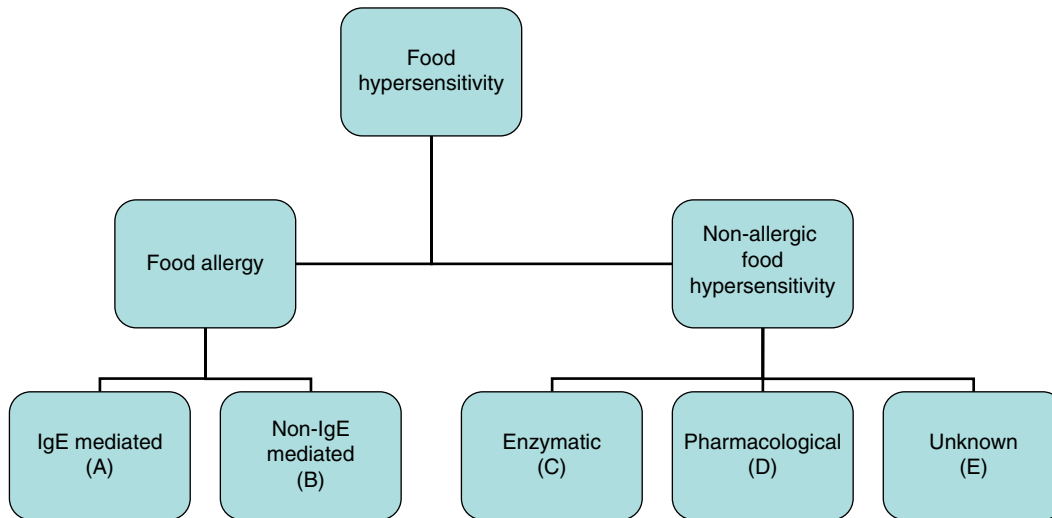 Food
hypersensitivity
Food allergy
Non-allergic
food
hypersensitivity
IgE mediated
(A)
Non-IgE
mediated
(B)
Enzymatic
(C)
Pharmacological
(D)
Unknown
(E)